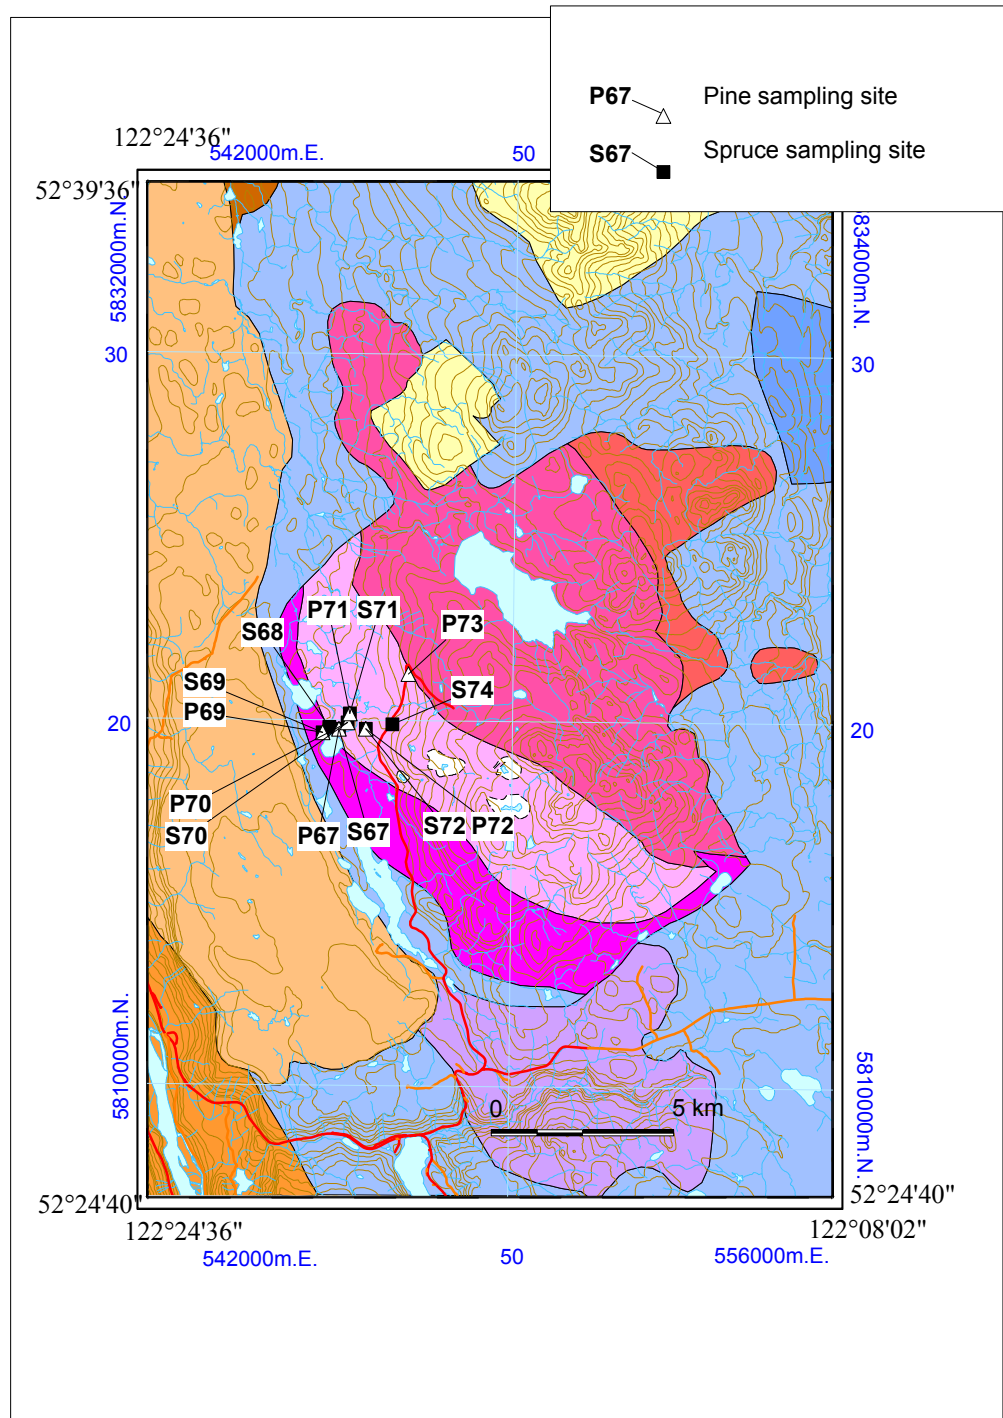 P67 Pine sampling site
S67 Spruce sampling site
122°24'36"
542000m.E. 50
52°39'36"
5832000m.N.
5834000m.N.
30 30
P71 S71
S68 P73
S69 S74
P69
20 20
P70
S70 P67 S67 S72 P72
5810000m.N.
5810000m.N.
0 5 km
52°24'40" 52°24'40"
122°24'36" 122°08'02"
542000m.E. 50 556000m.E.